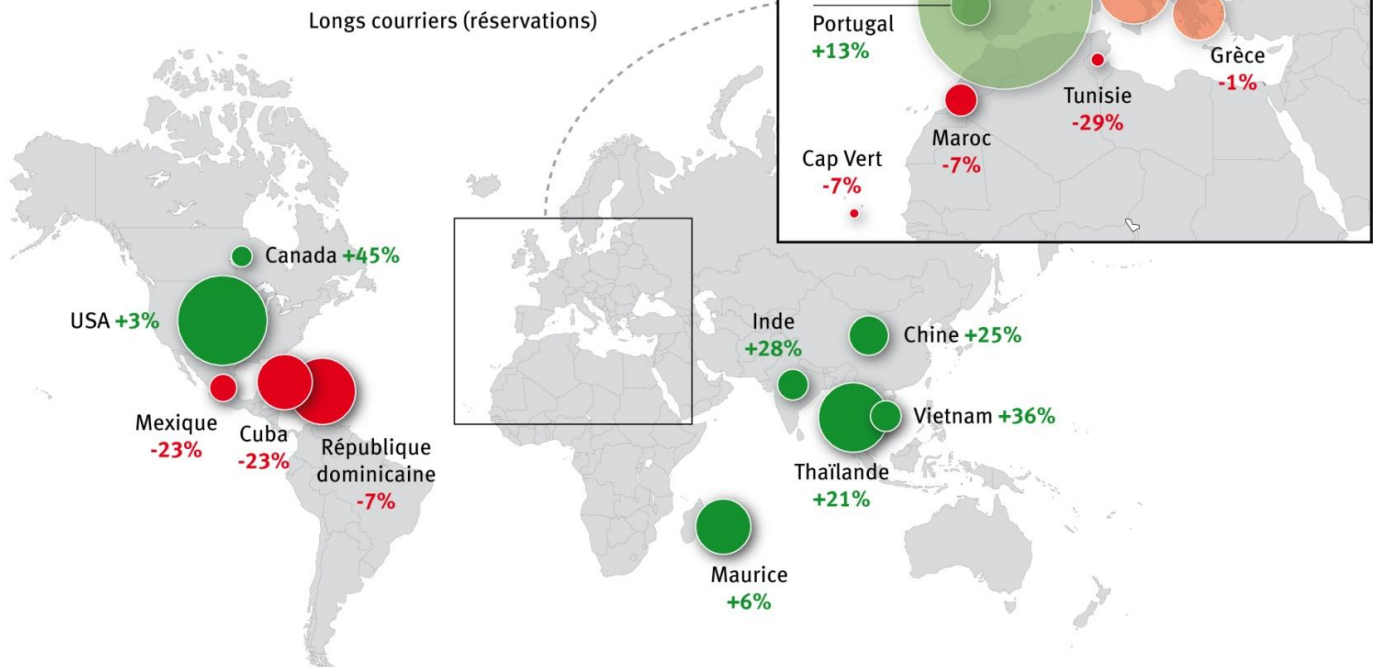 Longs courriers (réservations)
Portugal
+13%
Grèce
-1%
Tunisie
-29%
Maroc
-7%
Cap Vert
-7%
Canada +45%
USA +3%
Mexique
-23%
Cuba
-23%
République
dominicaine
-7%
Inde
+28%
Chine +25%
Vietnam +36%
Thaïlande
+21%
Maurice
+6%